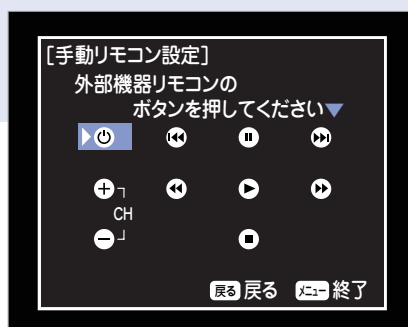 [手動リモコン設定]
外部機器リモコンの
ボタンを押してください▼
CH
戻る 戻る メニュー 終了